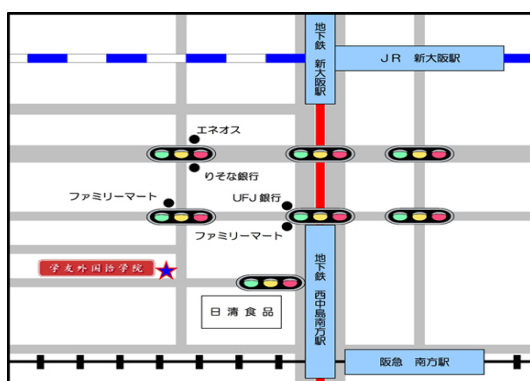 地下鉄 新大阪駅
JR 新大阪駅
エネオス
りそな銀行
ファミリーマート
UFJ銀行
ファミリーマート
学友外国语学院
地下鉄 西中島南方駅
日清食品
阪急 南方駅